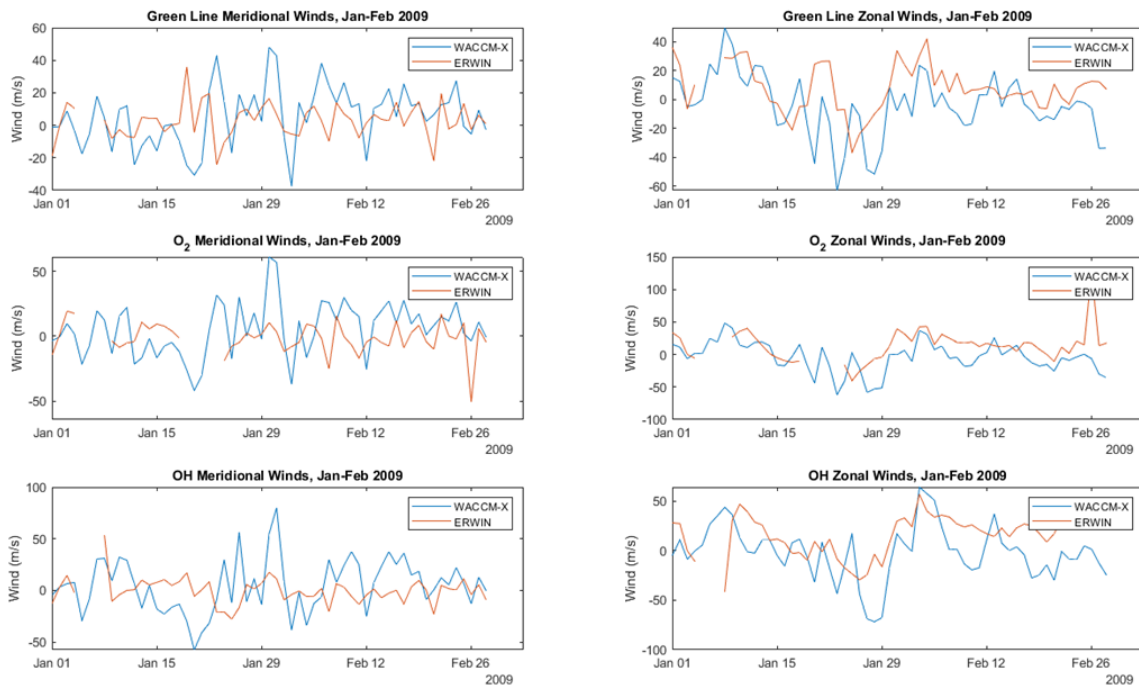 Green Line Meridional Winds, Jan-Feb 2009
60
40
20
0
-20
-40
Wind (m/s)
WACCM-X
ERWIN
Jan 01 Jan 15 Jan 29 Feb 12 Feb 26
2009
Green Line Zonal Winds, Jan-Feb 2009
40
20
0
-20
-40
-60
Wind (m/s)
WACCM-X
ERWIN
Jan 01 Jan 15 Jan 29 Feb 12 Feb 26
2009
O₂ Meridional Winds, Jan-Feb 2009
50
0
-50
Wind (m/s)
WACCM-X
ERWIN
Jan 01 Jan 15 Jan 29 Feb 12 Feb 26
2009
O₂ Zonal Winds, Jan-Feb 2009
150
100
50
0
-50
-100
Wind (m/s)
WACCM-X
ERWIN
Jan 01 Jan 15 Jan 29 Feb 12 Feb 26
2009
OH Meridional Winds, Jan-Feb 2009
100
50
0
-50
Wind (m/s)
WACCM-X
ERWIN
Jan 01 Jan 15 Jan 29 Feb 12 Feb 26
2009
OH Zonal Winds, Jan-Feb 2009
50
0
-50
-100
Wind (m/s)
WACCM-X
ERWIN
Jan 01 Jan 15 Jan 29 Feb 12 Feb 26
2009